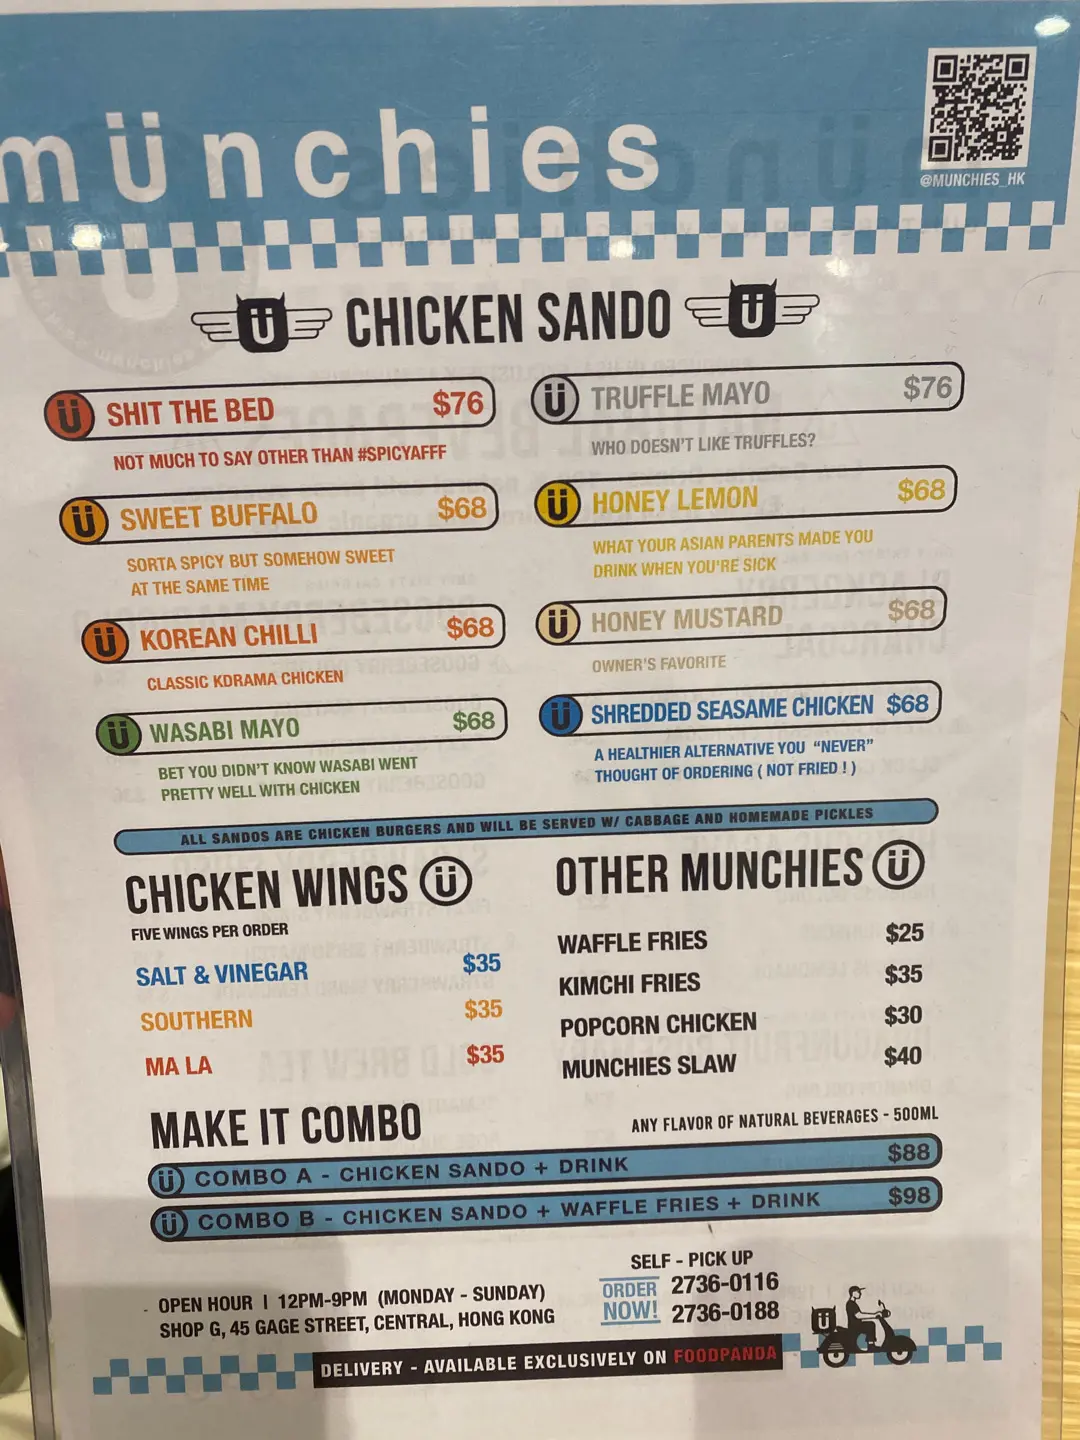 münchies
@MUNCHIES_HK
CHICKEN SANDO
SHIT THE BED $76
NOT MUCH TO SAY OTHER THAN #SPICYAFFF
SWEET BUFFALO $68
SORTA SPICY BUT SOMEHOW SWEET
AT THE SAME TIME
KOREAN CHILLI $68
CLASSIC KDRAMA CHICKEN
WASABI MAYO $68
BET YOU DIDN'T KNOW WASABI WENT
PRETTY WELL WITH CHICKEN
TRUFFLE MAYO $76
WHO DOESN'T LIKE TRUFFLES?
HONEY LEMON $68
WHAT YOUR ASIAN PARENTS MADE YOU
DRINK WHEN YOU'RE SICK
HONEY MUSTARD $68
OWNER'S FAVORITE
SHREDDED SEASAME CHICKEN $68
A HEALTHIER ALTERNATIVE YOU "NEVER"
THOUGHT OF ORDERING ( NOT FRIED ! )
ALL SANDOS ARE CHICKEN BURGERS AND WILL BE SERVED W/ CABBAGE AND HOMEMADE PICKLES
CHICKEN WINGS ü
FIVE WINGS PER ORDER
SALT & VINEGAR $35
SOUTHERN $35
MA LA $35
OTHER MUNCHIES ü
WAFFLE FRIES $25
KIMCHI FRIES $35
POPCORN CHICKEN $30
MUNCHIES SLAW $40
MAKE IT COMBO
ANY FLAVOR OF NATURAL BEVERAGES - 500ML
ü COMBO A - CHICKEN SANDO + DRINK $88
ü COMBO B - CHICKEN SANDO + WAFFLE FRIES + DRINK $98
OPEN HOUR | 12PM-9PM (MONDAY - SUNDAY)
SHOP G, 45 GAGE STREET, CENTRAL, HONG KONG
SELF - PICK UP
ORDER NOW!
2736-0116
2736-0188
DELIVERY - AVAILABLE EXCLUSIVELY ON FOODPANDA